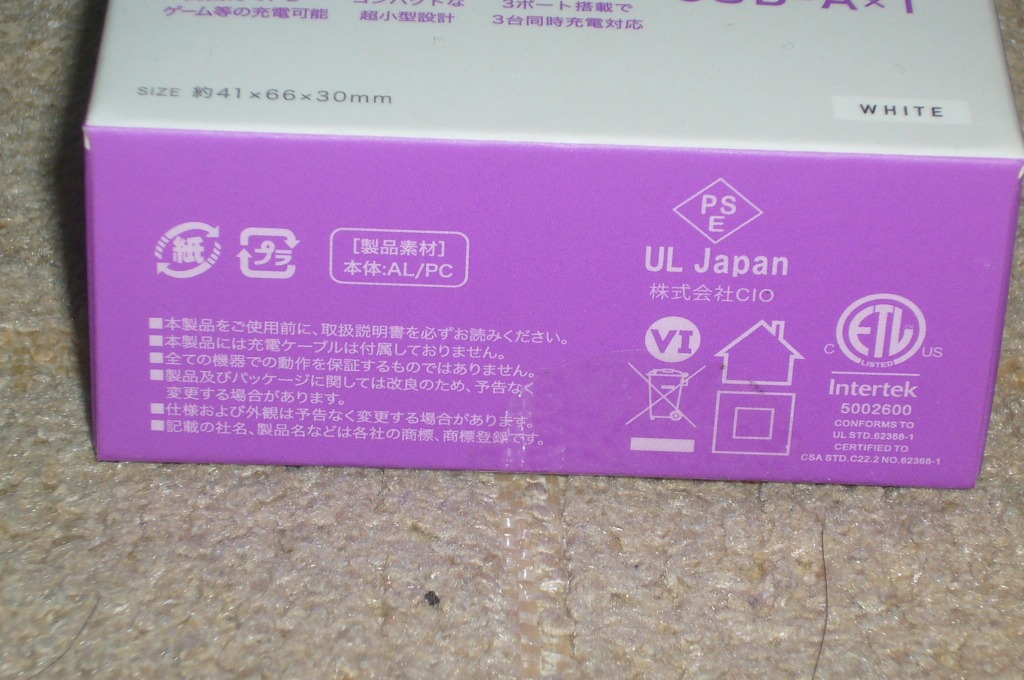 ゲーム等の充電可能
コンパクトな
超小型設計
3ポート搭載で
3台同時充電対応
USB-A×1
SIZE 約41×66×30mm
WHITE
紙
プラ
[製品素材]
本体:AL/PC
■本製品をご使用前に、取扱説明書を必ずお読みください。
■本製品には充電ケーブルは付属しておりません。
■全ての機器での動作を保証するものではありません。
■製品及びパッケージに関しては改良のため、予告なく
変更する場合があります。
■仕様および外観は予告なく変更する場合があります。
■記載の社名、製品名などは各社の商標、商標登録です。
PS
E
UL Japan
株式会社CIO
VI
C ETL US
LISTED
Intertek
5002600
CONFORMS TO
UL STD.62368-1
CERTIFIED TO
CSA STD.C22.2 NO.62368-1